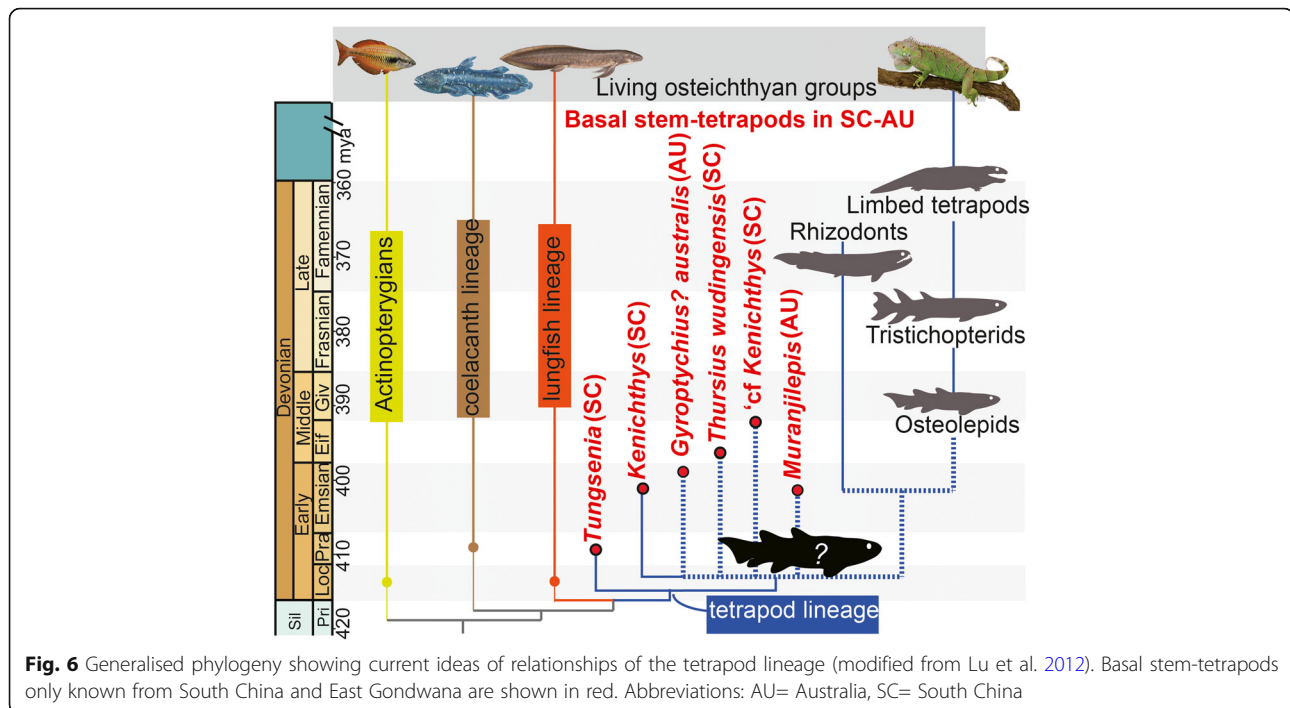 Living osteichthyan groups
Basal stem-tetrapods in SC-AU
360 mya
370
380
390
400
410
420
Devonian
Sil
Late
Middle
Early
Famennian
Frasnian
Giv
Eif
Emsian
Pra
Loc
Pri
Actinopterygians
coelacanth lineage
lungfish lineage
Tungsenia (SC)
Kenichthys (SC)
Gyroptychius? australis (AU)
Thursius wudingensis (SC)
‘cf Kenichthys (SC)
Muranjilepis (AU)
Limbed tetrapods
Rhizodonts
Tristichopterids
Osteolepids
?
tetrapod lineage
Fig. 6 Generalised phylogeny showing current ideas of relationships of the tetrapod lineage (modified from Lu et al. 2012). Basal stem-tetrapods
only known from South China and East Gondwana are shown in red. Abbreviations: AU= Australia, SC= South China